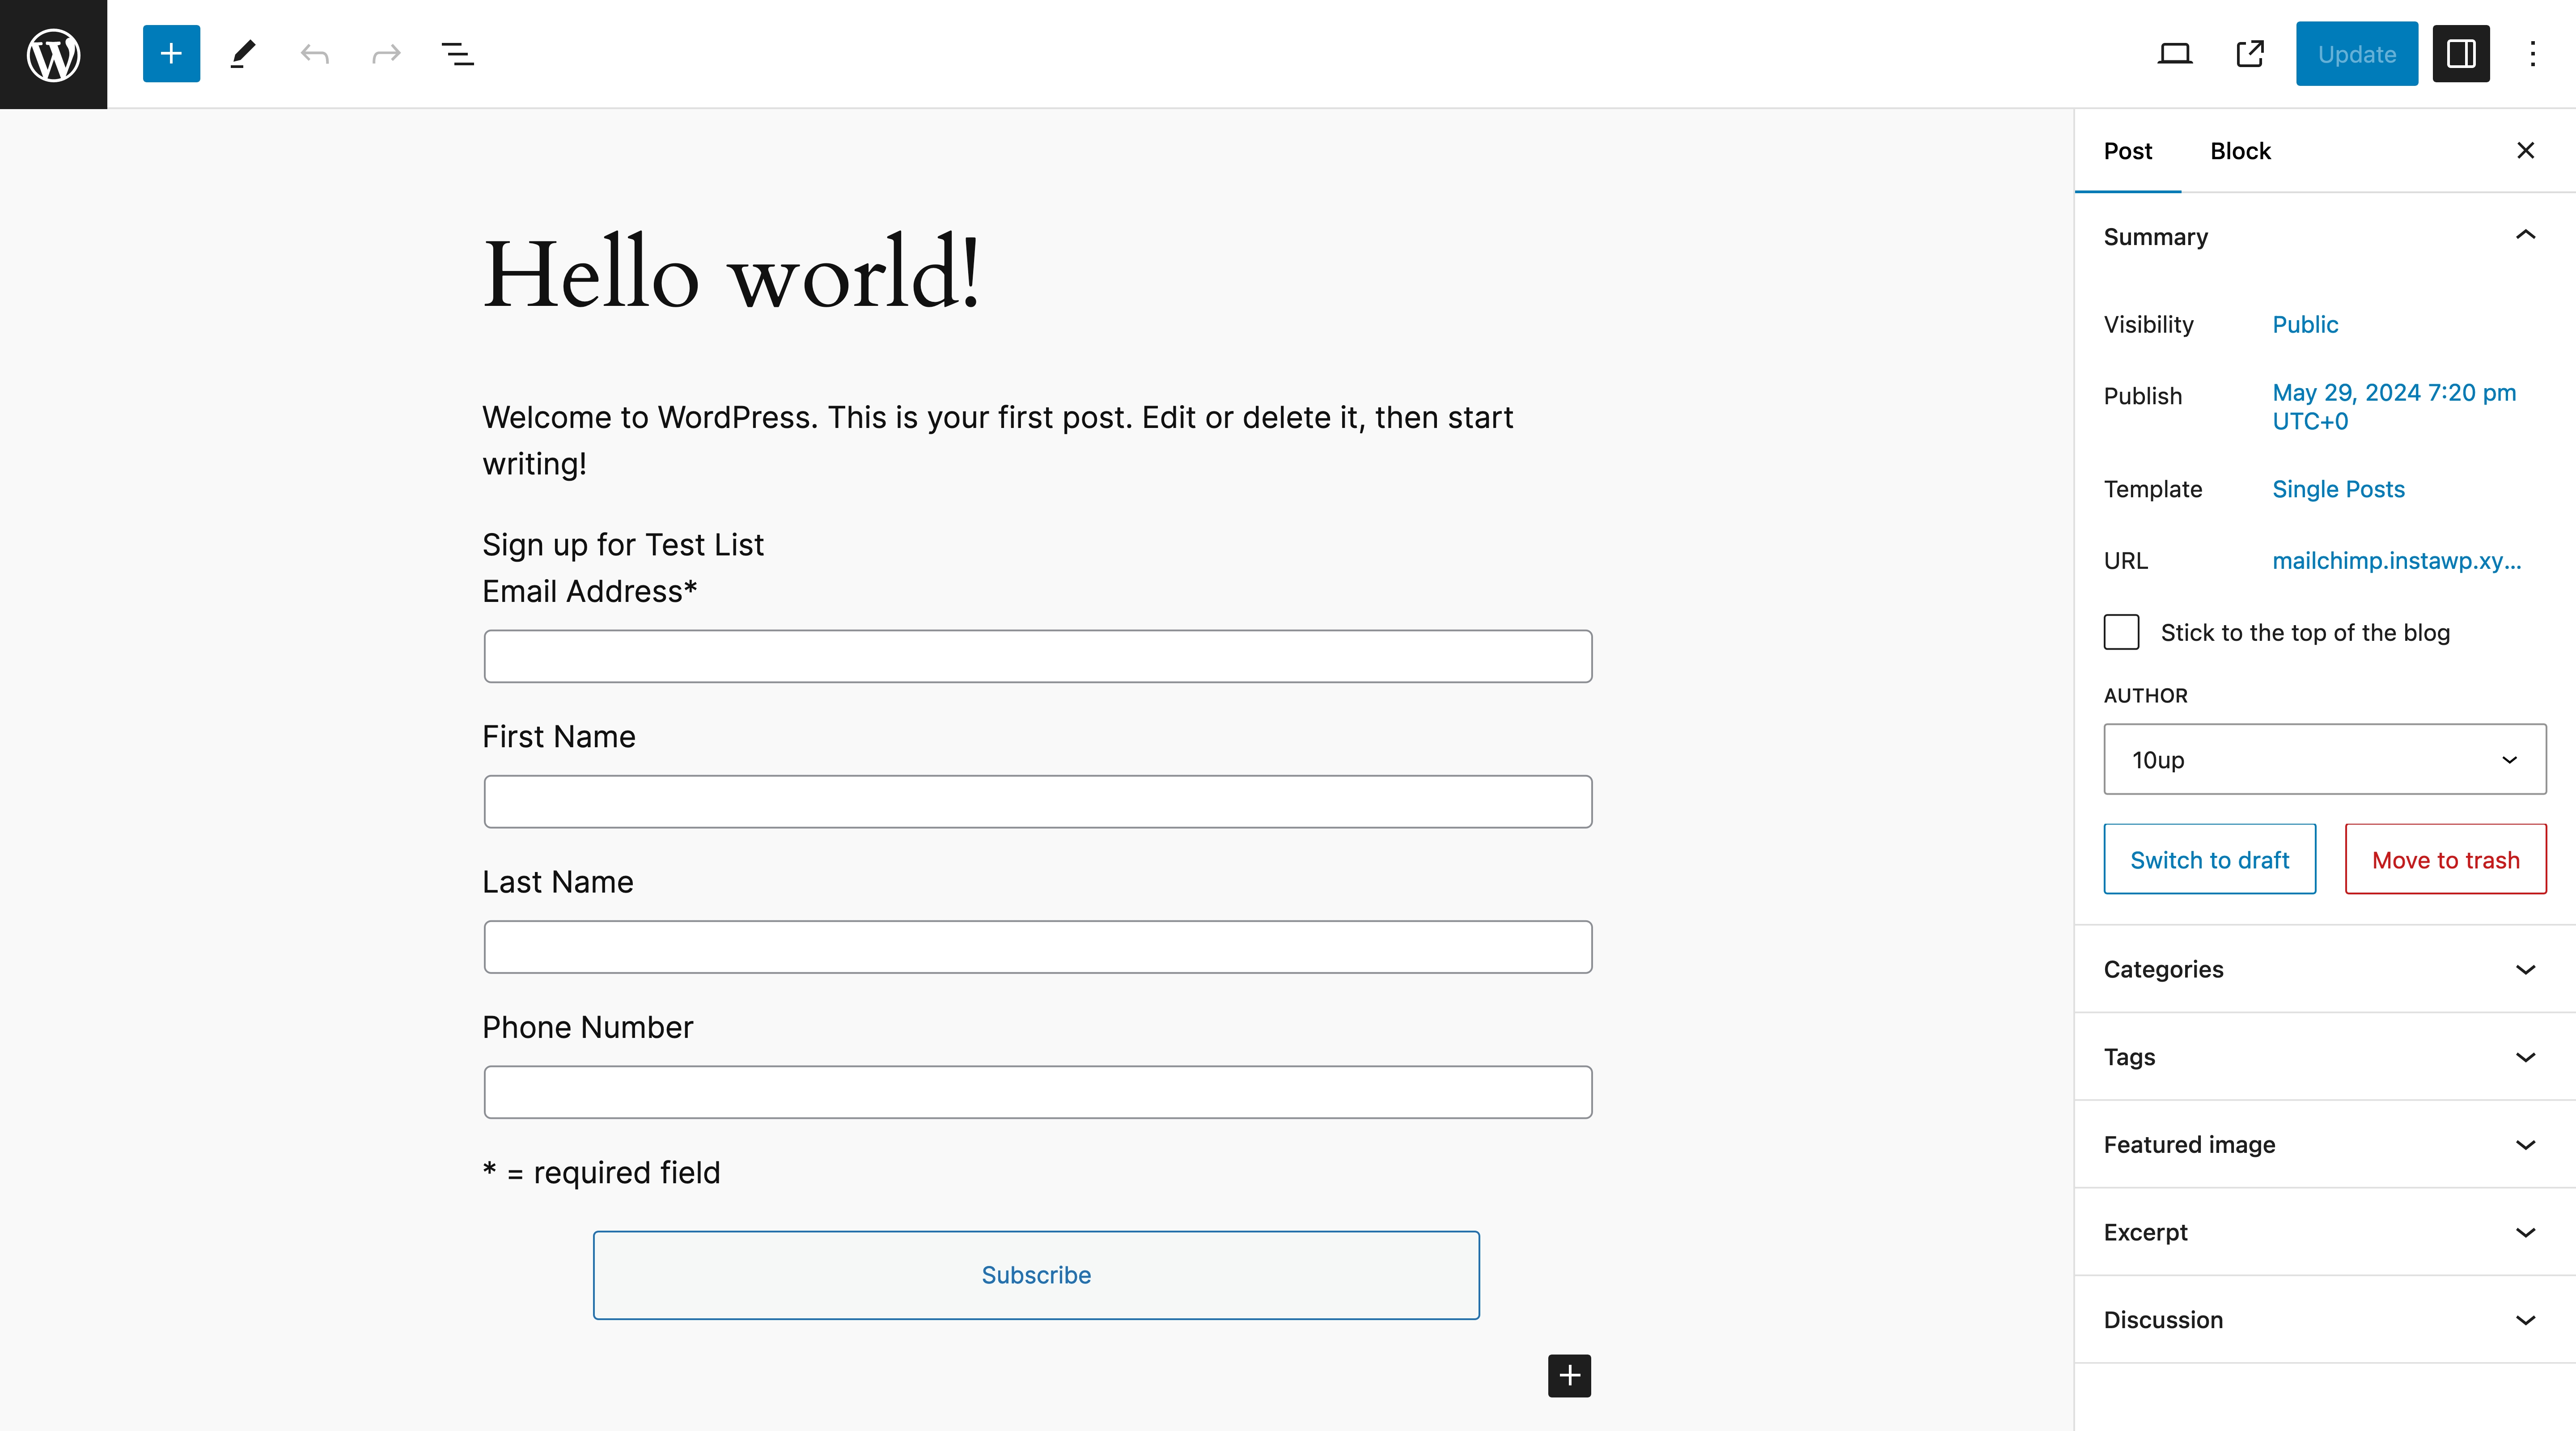 Update
Hello world!
Welcome to WordPress. This is your first post. Edit or delete it, then start
writing!
Sign up for Test List
Email Address*
First Name
Last Name
Phone Number
* = required field
Subscribe
Post Block
Summary
Visibility Public
Publish May 29, 2024 7:20 pm
UTC+0
Template Single Posts
URL mailchimp.instawp.xy...
Stick to the top of the blog
AUTHOR
10up
Switch to draft Move to trash
Categories
Tags
Featured image
Excerpt
Discussion